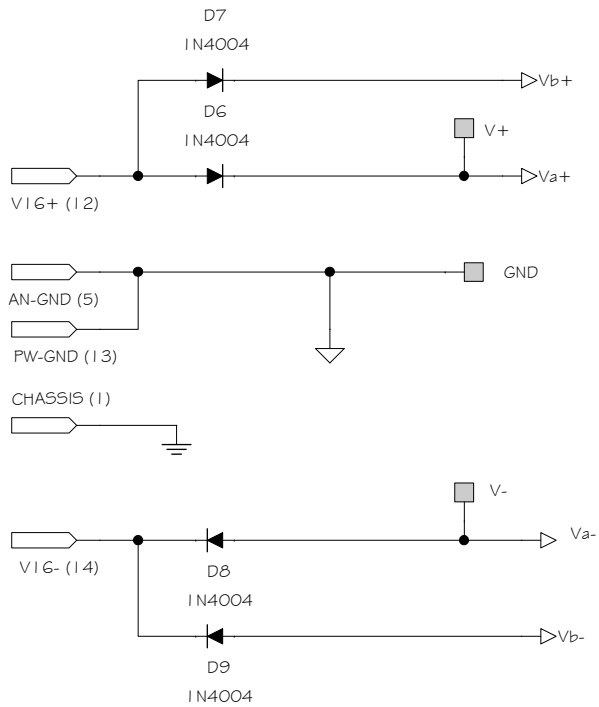 D7
1N4004
Vb+
D6
1N4004
V+
Va+
V16+ (12)
GND
AN-GND (5)
PW-GND (13)
CHASSIS (1)
V-
Va-
V16- (14)
D8
1N4004
Vb-
D9
1N4004